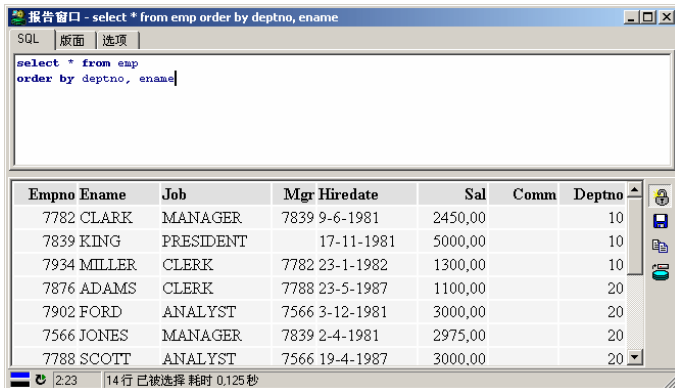 报告窗口 - select * from emp order by deptno, ename
SQL 版面 选项
select * from emp
order by deptno, ename
Empno Ename Job Mgr Hiredate Sal Comm Deptno
7782 CLARK MANAGER 7839 9-6-1981 2450,00 10
7839 KING PRESIDENT 17-11-1981 5000,00 10
7934 MILLER CLERK 7782 23-1-1982 1300,00 10
7876 ADAMS CLERK 7788 23-5-1987 1100,00 20
7902 FORD ANALYST 7566 3-12-1981 3000,00 20
7566 JONES MANAGER 7839 2-4-1981 2975,00 20
7788 SCOTT ANALYST 7566 19-4-1987 3000,00 20
2:23 14行 已被选择 耗时 0,125秒